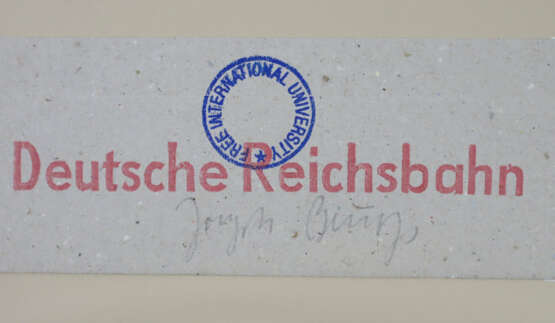 FREE INTERNATIONAL UNIVERSITY ★
Deutsche Reichsbahn
Joseph Beuys